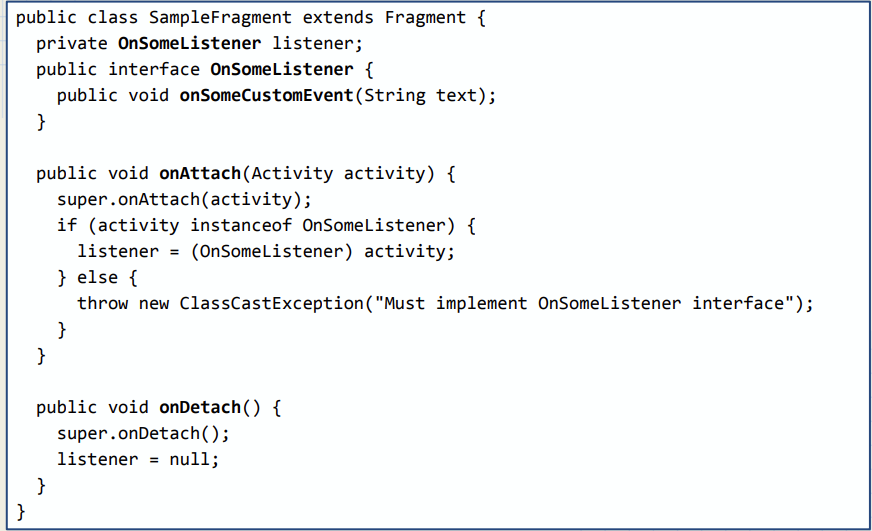 public class SampleFragment extends Fragment {
  private OnSomeListener listener;
  public interface OnSomeListener {
    public void onSomeCustomEvent(String text);
  }

  public void onAttach(Activity activity) {
    super.onAttach(activity);
    if (activity instanceof OnSomeListener) {
      listener = (OnSomeListener) activity;
    } else {
      throw new ClassCastException("Must implement OnSomeListener interface");
    }
  }

  public void onDetach() {
    super.onDetach();
    listener = null;
  }
}